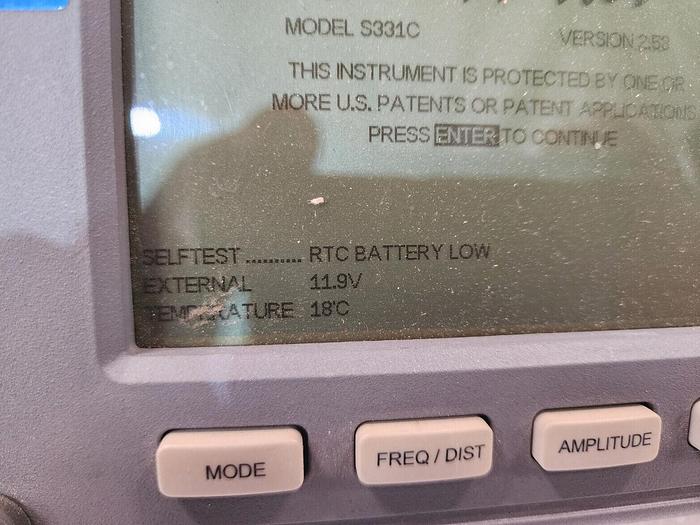 MODEL S331C
VERSION 2.53
THIS INSTRUMENT IS PROTECTED BY ONE OR
MORE U.S. PATENTS OR PATENT APPLICATIONS
PRESS ENTER TO CONTINUE
SELFTEST .......... RTC BATTERY LOW
EXTERNAL 11.9V
TEMPERATURE 18'C
MODE
FREQ / DIST
AMPLITUDE